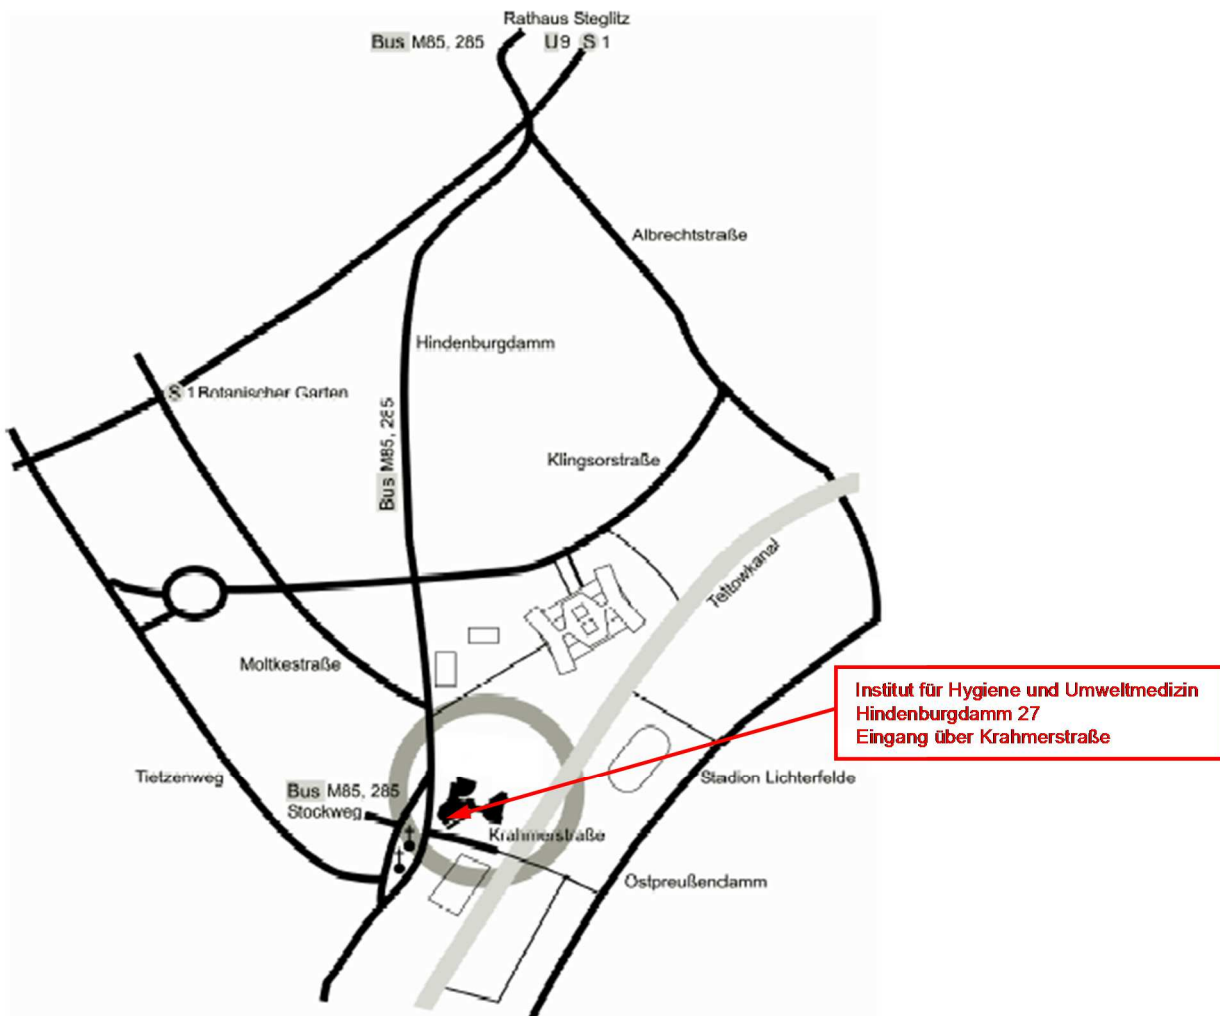 Rathaus Steglitz
Bus M85, 285
U9 S 1
Albrechtstraße
Hindenburgdamm
S 1 Botanischer Garten
Bus M85, 285
Klingsorstraße
Teltowkanal
Moltkestraße
Institut für Hygiene und Umweltmedizin
Hindenburgdamm 27
Eingang über Krahmerstraße
Tietzenweg
Stadion Lichterfelde
Bus M85, 285
Stockweg
Krahmerstraße
Ostpreußendamm